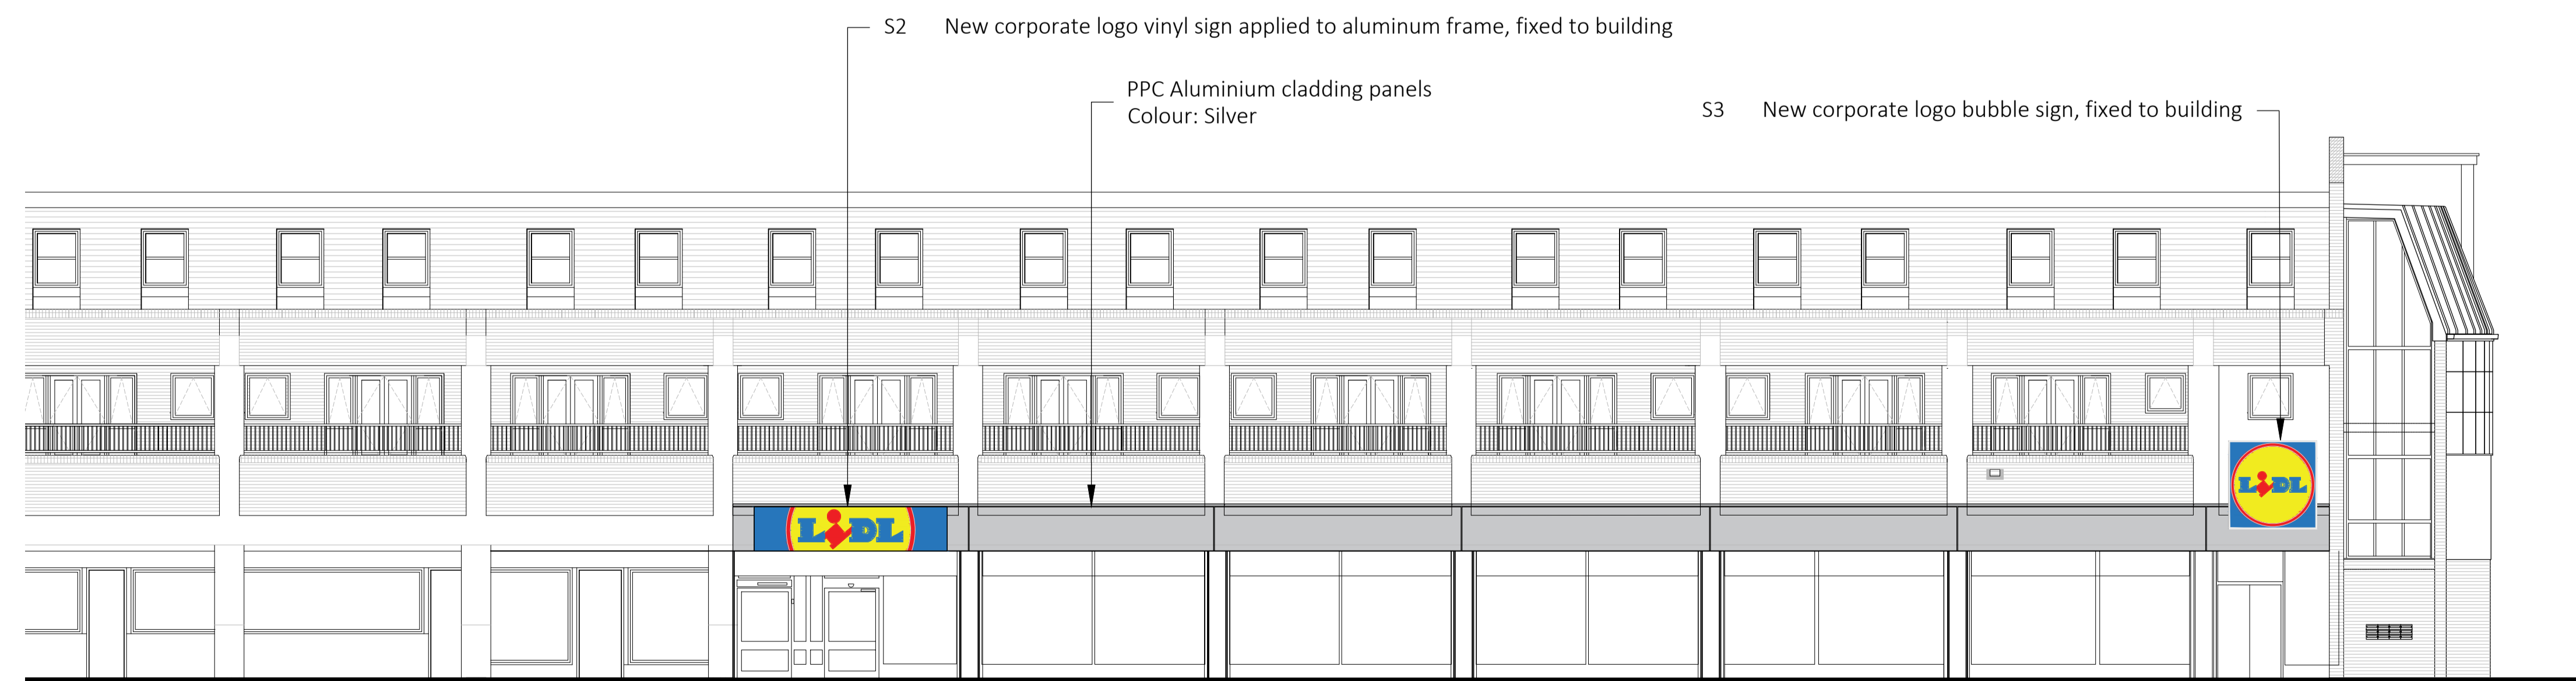 S2 New corporate logo vinyl sign applied to aluminum frame, fixed to building
PPC Aluminium cladding panels
Colour: Silver
S3 New corporate logo bubble sign, fixed to building
LIDL
LIDL